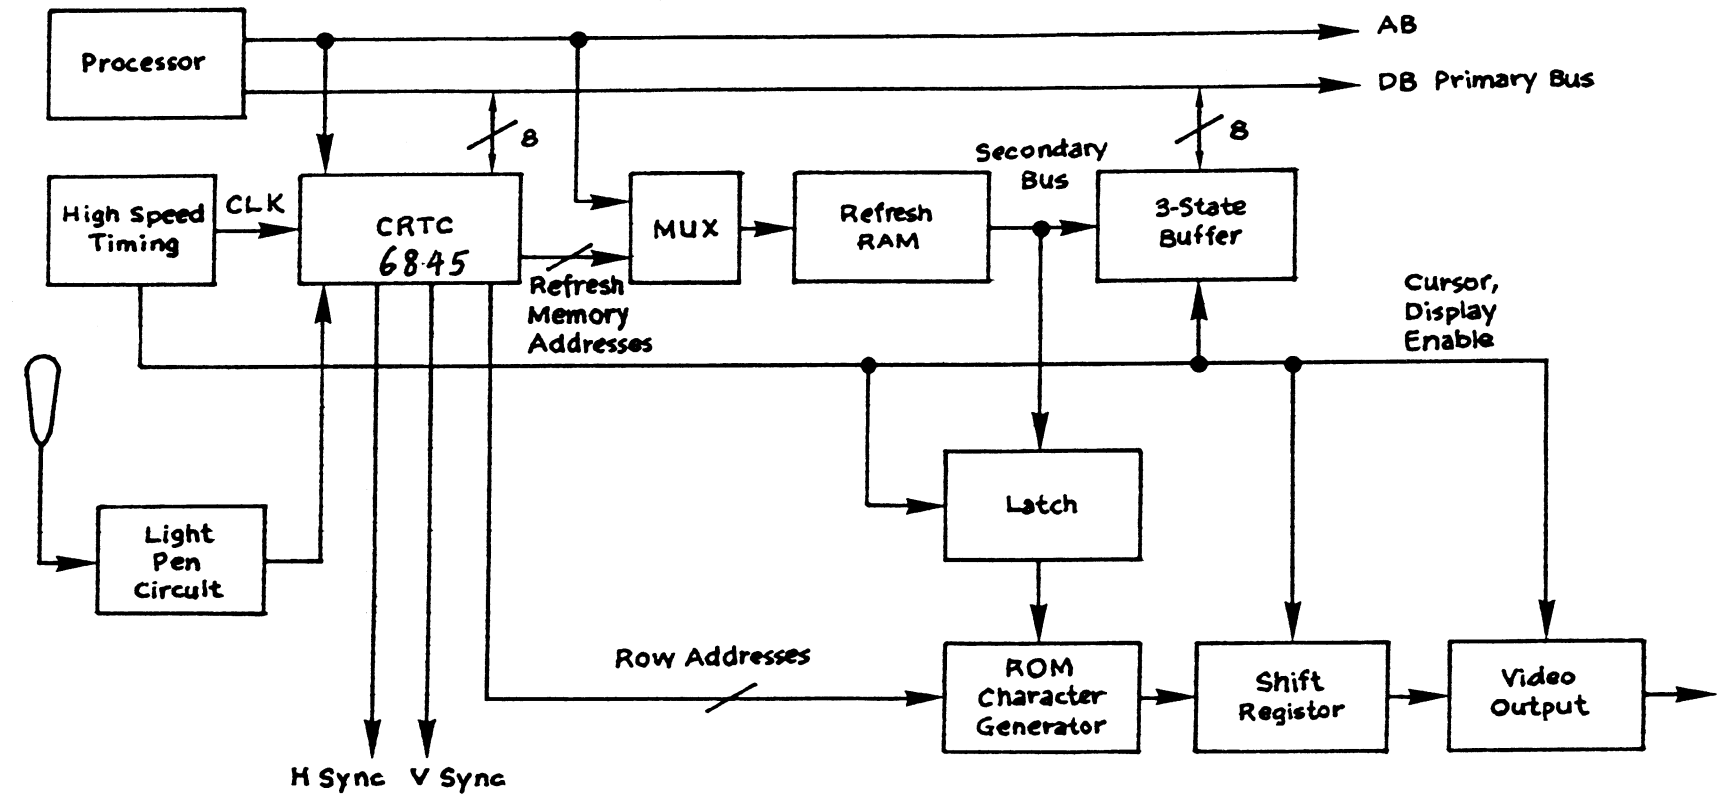 AB
Processor
DB Primary Bus
8
8
Secondary
Bus
High Speed
Timing
CLK
CRTC
6845
MUX
Refresh
RAM
3-State
Buffer
Refresh
Memory
Addresses
Cursor,
Display
Enable
Latch
Light
Pen
Circuit
Row Addresses
ROM
Character
Generator
Shift
Registor
Video
Output
H Sync
V Sync